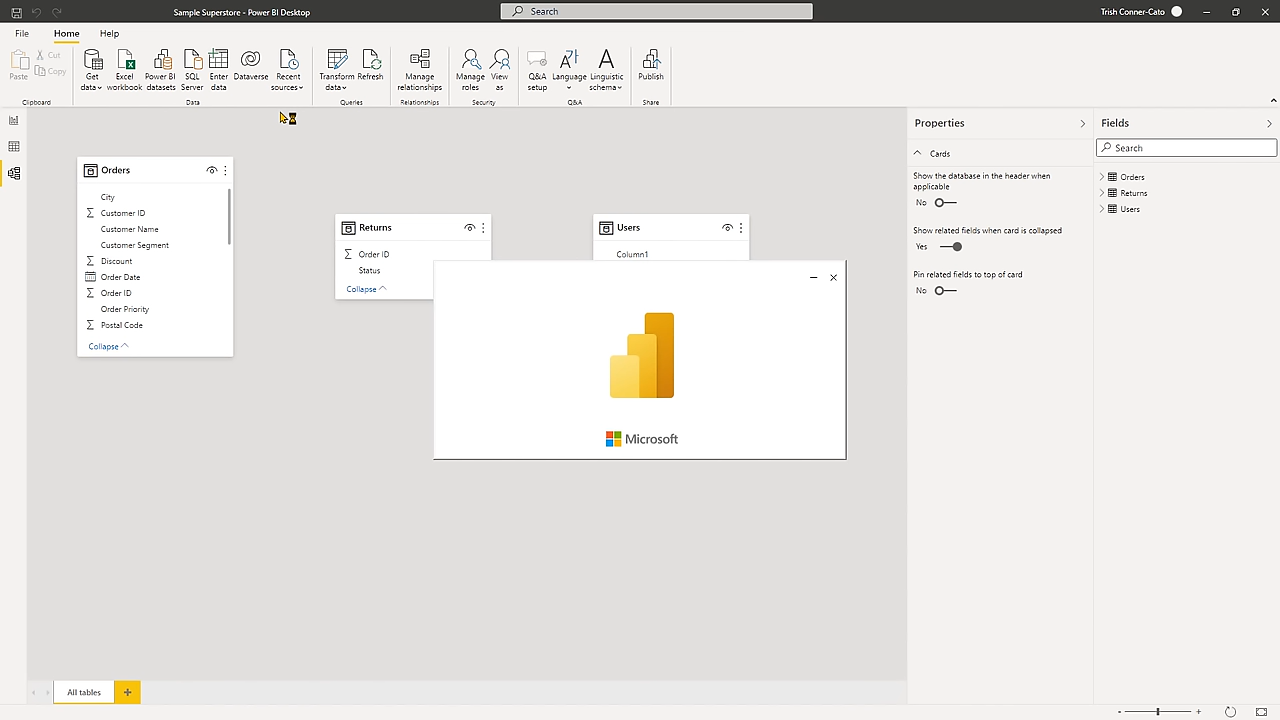 Sample Superstore - Power BI Desktop
Search
Trish Conner-Cato
File
Home
Help
Paste
Cut
Copy
Clipboard
Get data
Excel workbook
Power BI datasets
SQL Server
Enter data
Dataverse
Recent sources
Data
Transform data
Refresh
Queries
Manage relationships
Relationships
Manage roles
View as
Security
Q&A setup
Language
Linguistic schema
Q&A
Publish
Share
Orders
City
Customer ID
Customer Name
Customer Segment
Discount
Order Date
Order ID
Order Priority
Postal Code
Collapse
Returns
Order ID
Status
Collapse
Users
Column1
Microsoft
Properties
Cards
Show the database in the header when
applicable
No
Show related fields when card is collapsed
Yes
Pin related fields to top of card
No
Fields
Search
Orders
Returns
Users
All tables